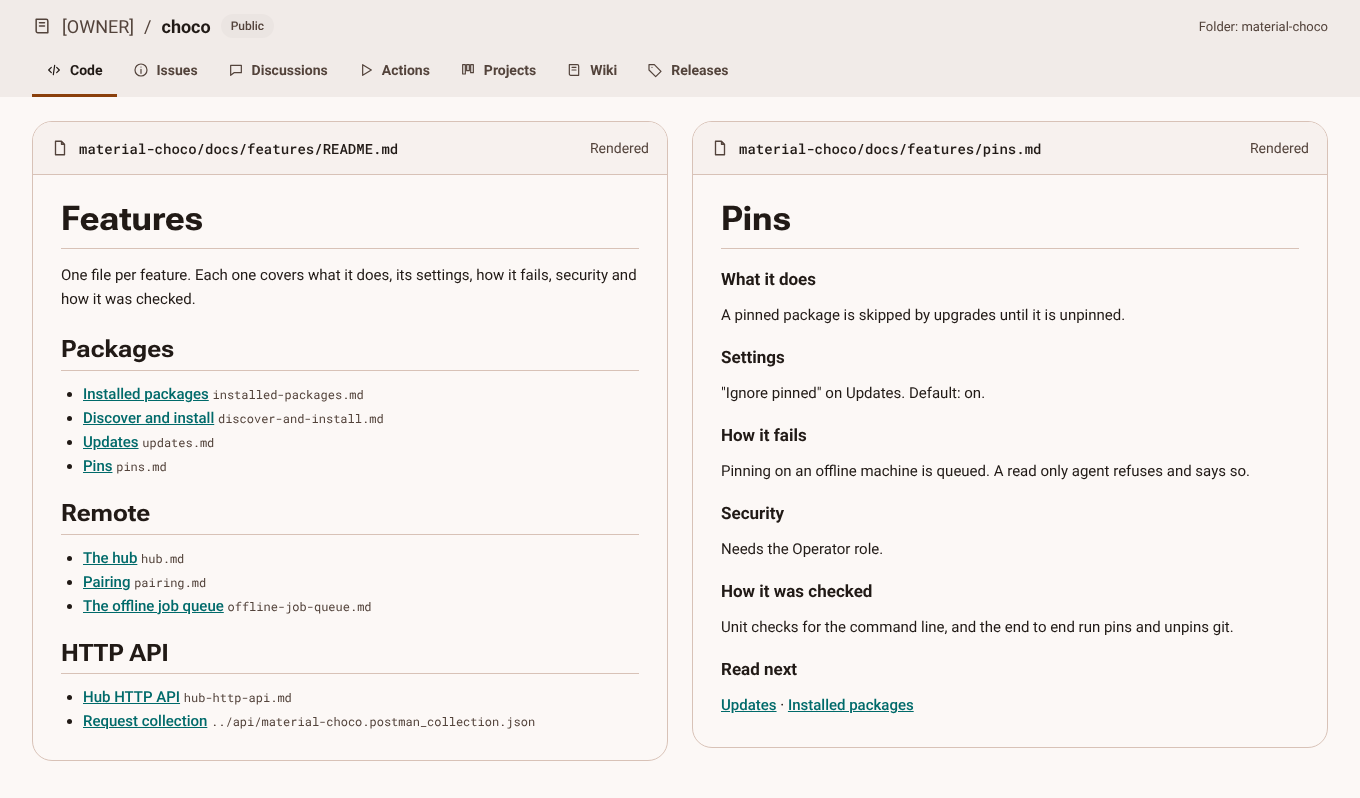 [OWNER] / choco Public
Folder: material-choco
Code Issues Discussions Actions Projects Wiki Releases
material-choco/docs/features/README.md Rendered
Features
One file per feature. Each one covers what it does, its settings, how it fails, security and
how it was checked.
Packages
Installed packages installed-packages.md
Discover and install discover-and-install.md
Updates updates.md
Pins pins.md
Remote
The hub hub.md
Pairing pairing.md
The offline job queue offline-job-queue.md
HTTP API
Hub HTTP API hub-http-api.md
Request collection ../api/material-choco.postman_collection.json
material-choco/docs/features/pins.md Rendered
Pins
What it does
A pinned package is skipped by upgrades until it is unpinned.
Settings
"Ignore pinned" on Updates. Default: on.
How it fails
Pinning on an offline machine is queued. A read only agent refuses and says so.
Security
Needs the Operator role.
How it was checked
Unit checks for the command line, and the end to end run pins and unpins git.
Read next
Updates · Installed packages